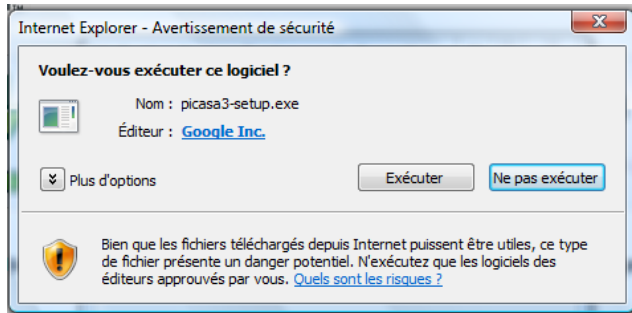 Internet Explorer - Avertissement de sécurité
Voulez-vous exécuter ce logiciel ?
Nom : picasa3-setup.exe
Éditeur : Google Inc.
Plus d'options
Exécuter
Ne pas exécuter
Bien que les fichiers téléchargés depuis Internet puissent être utiles, ce type
de fichier présente un danger potentiel. N'exécutez que les logiciels des
éditeurs approuvés par vous. Quels sont les risques ?